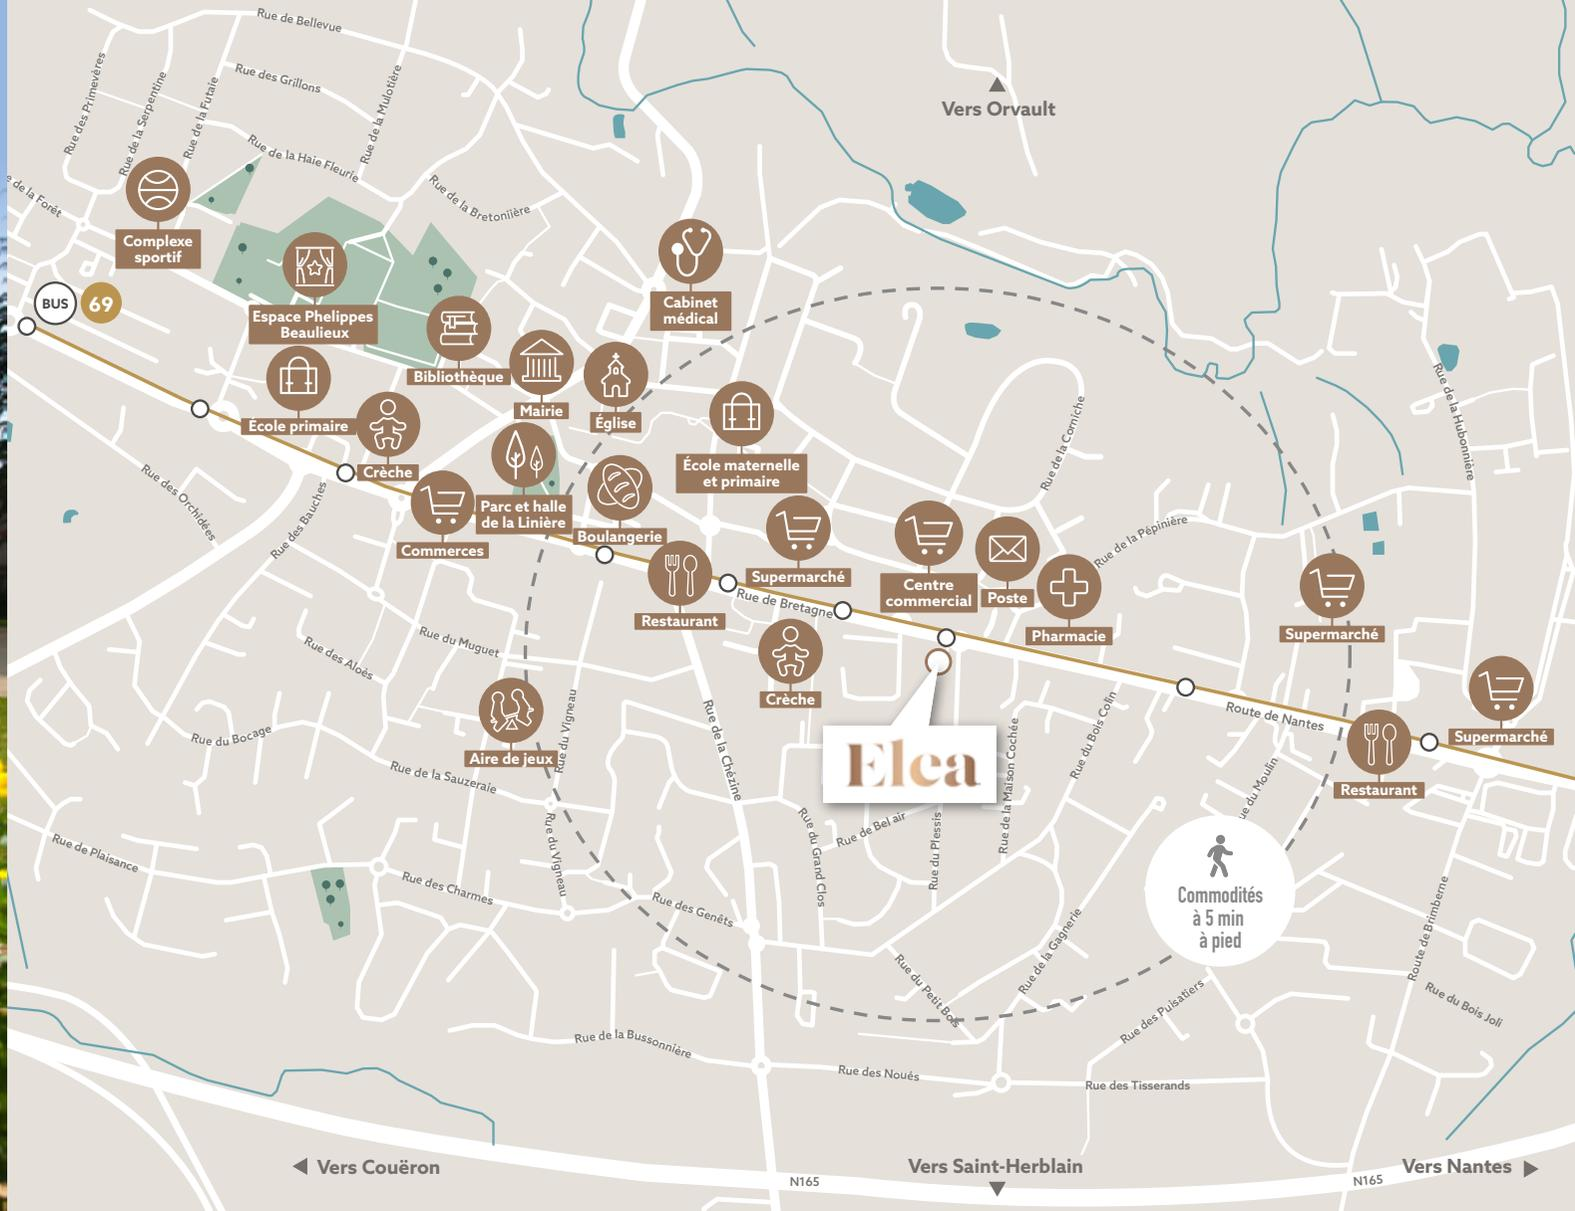 Rue de Bellevue
Rue des Grillons
Rue des Primevères
Rue de la Serpentine
Rue de la Futaie
Rue de la Mulotière
Rue de la Haie Fleurie
Rue de la Bretonniière
e de la Forêt
Vers Orvault
Complexe
sportif
BUS
69
Espace Phelippes
Beaulieux
Cabinet
médical
Bibliothèque
Mairie
Église
École primaire
Crèche
École maternelle
et primaire
Rue de la Corniche
Rue de la Hubonnière
Rue des Orchidées
Rue des Bauches
Commerces
Parc et halle
de la Linière
Boulangerie
Supermarché
Centre
commercial
Poste
Pharmacie
Rue de la Pépinière
Supermarché
Restaurant
Rue de Bretagne
Rue du Muguet
Rue des Aloès
Crèche
Rue du Bocage
Aire de jeux
Rue du Vigneau
Rue de la Sauzeraie
Rue de la Chézine
Elea
Rue de la Maison Cochée
Rue du Bois Colin
Route de Nantes
Supermarché
Restaurant
ue du Moulin
Rue de Plaisance
Rue des Charmes
Rue du Vigneau
Rue des Genêts
Rue du Grand Clos
Rue de Bel air
Rue du Plessis
Commodités
à 5 min
à pied
Rue du Petit Bois
Rue de la Gagnerie
Rue des Puisatiers
Route de Brimberne
Rue du Bois Joli
Rue de la Bussonnière
Rue des Noués
Rue des Tisserands
Vers Couëron
Vers Saint-Herblain
Vers Nantes
N165
N165